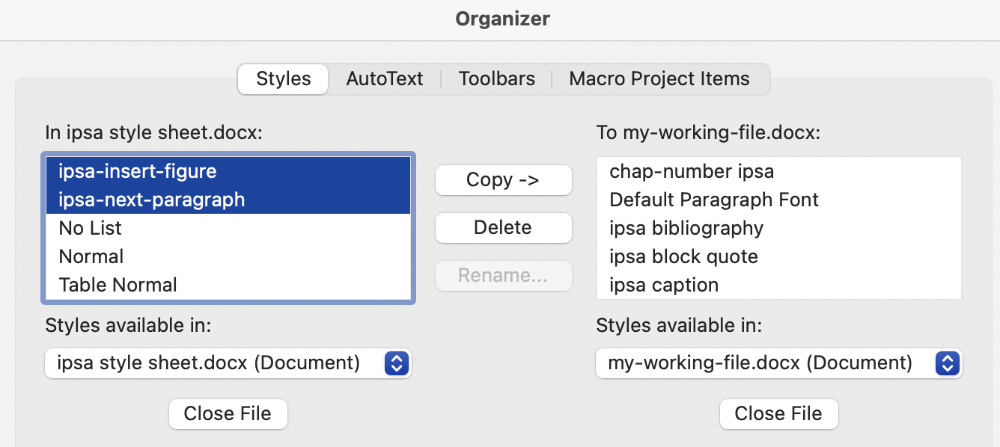 Organizer
Styles AutoText Toolbars Macro Project Items
In ipsa style sheet.docx:
ipsa-insert-figure
ipsa-next-paragraph
No List
Normal
Table Normal
Styles available in:
ipsa style sheet.docx (Document)
Close File
Copy ->
Delete
Rename...
To my-working-file.docx:
chap-number ipsa
Default Paragraph Font
ipsa bibliography
ipsa block quote
ipsa caption
Styles available in:
my-working-file.docx (Document)
Close File